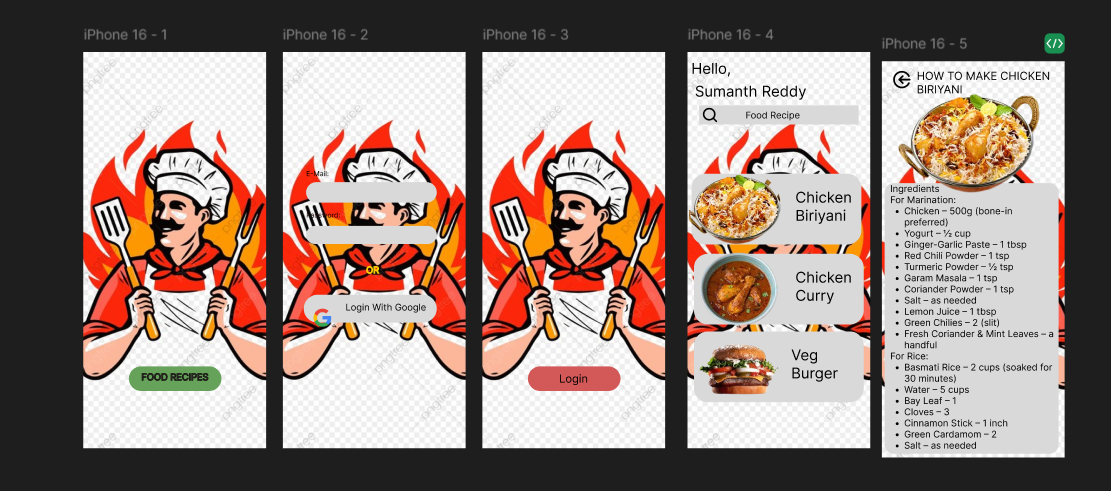 iPhone 16 - 1
FOOD RECIPES
iPhone 16 - 2
E-Mail:
Password:
OR
Login With Google
iPhone 16 - 3
Login
iPhone 16 - 4
Hello,
Sumanth Reddy
Food Recipe
Chicken
Biriyani
Chicken
Curry
Veg
Burger
iPhone 16 - 5
HOW TO MAKE CHICKEN
BIRIYANI
Ingredients
For Marination:
• Chicken – 500g (bone-in
preferred)
• Yogurt – ½ cup
• Ginger-Garlic Paste – 1 tbsp
• Red Chili Powder – 1 tsp
• Turmeric Powder – ½ tsp
• Garam Masala – 1 tsp
• Coriander Powder – 1 tsp
• Salt – as needed
• Lemon Juice – 1 tbsp
• Green Chilies – 2 (slit)
• Fresh Coriander & Mint Leaves – a
handful
For Rice:
• Basmati Rice – 2 cups (soaked for
30 minutes)
• Water – 5 cups
• Bay Leaf – 1
• Cloves – 3
• Cinnamon Stick – 1 inch
• Green Cardamom – 2
• Salt – as needed
pngtree